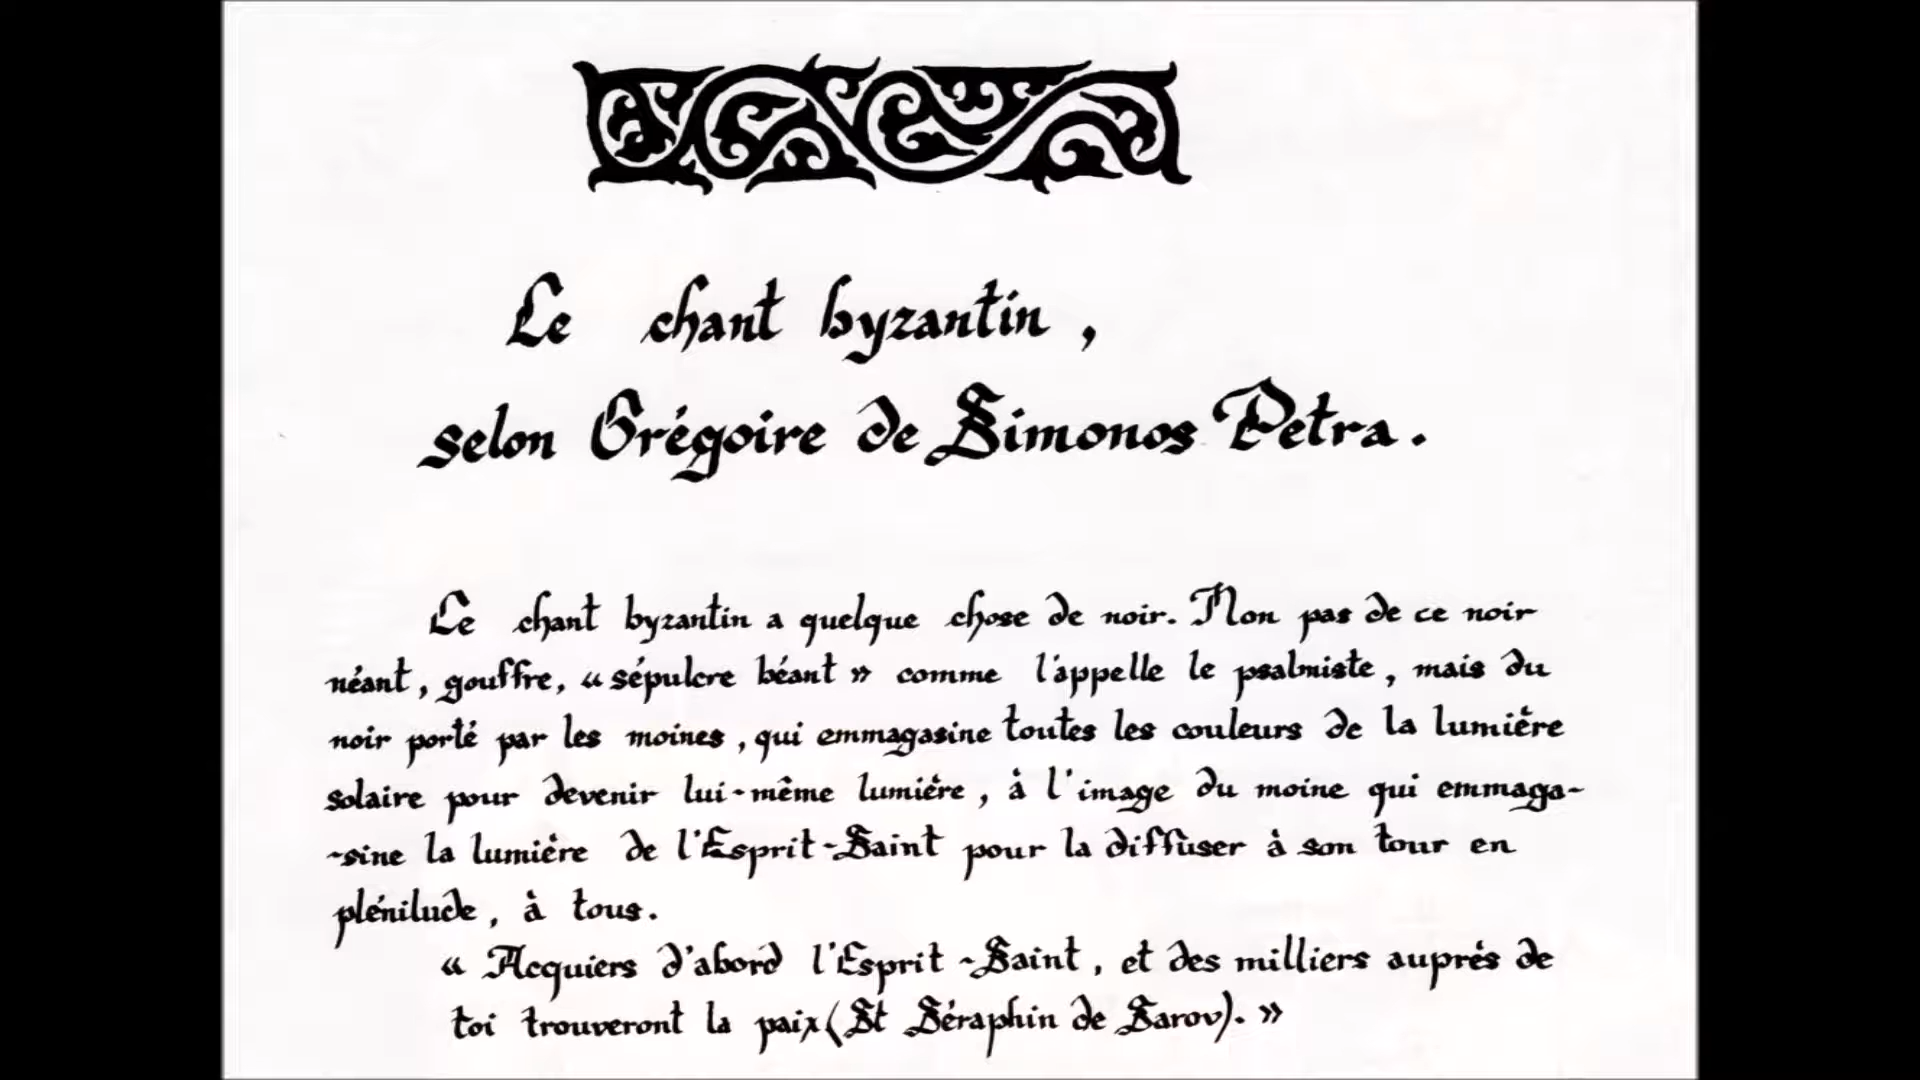 Le chant byzantin,
selon Grégoire de Simonos Petra.
Le chant byzantin a quelque chose de noir. Non pas de ce noir
néant, gouffre, « sépulcre béant » comme l'appelle le psalmiste, mais du
noir porté par les moines, qui emmagasine toutes les couleurs de la lumière
solaire pour devenir lui-même lumière, à l'image du moine qui emmaga-
-sine la lumière de l'Esprit-Saint pour la diffuser à son tour en
plénitude, à tous.
« Acquiers d'abord l'Esprit-Saint, et des milliers auprès de
toi trouveront la paix (St Séraphin de Sarov). »